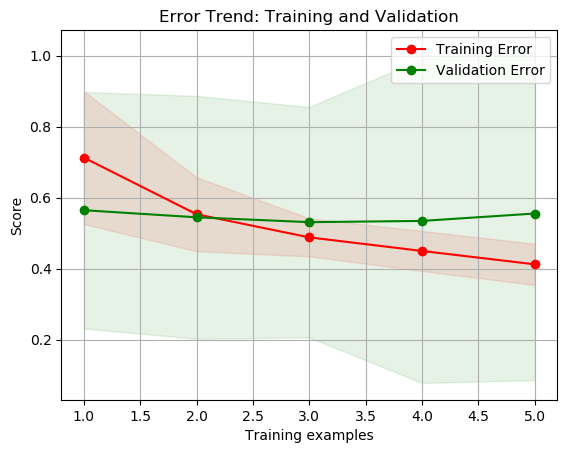 Error Trend: Training and Validation
Training Error
Validation Error
Score
1.0
0.8
0.6
0.4
0.2
1.0 1.5 2.0 2.5 3.0 3.5 4.0 4.5 5.0
Training examples